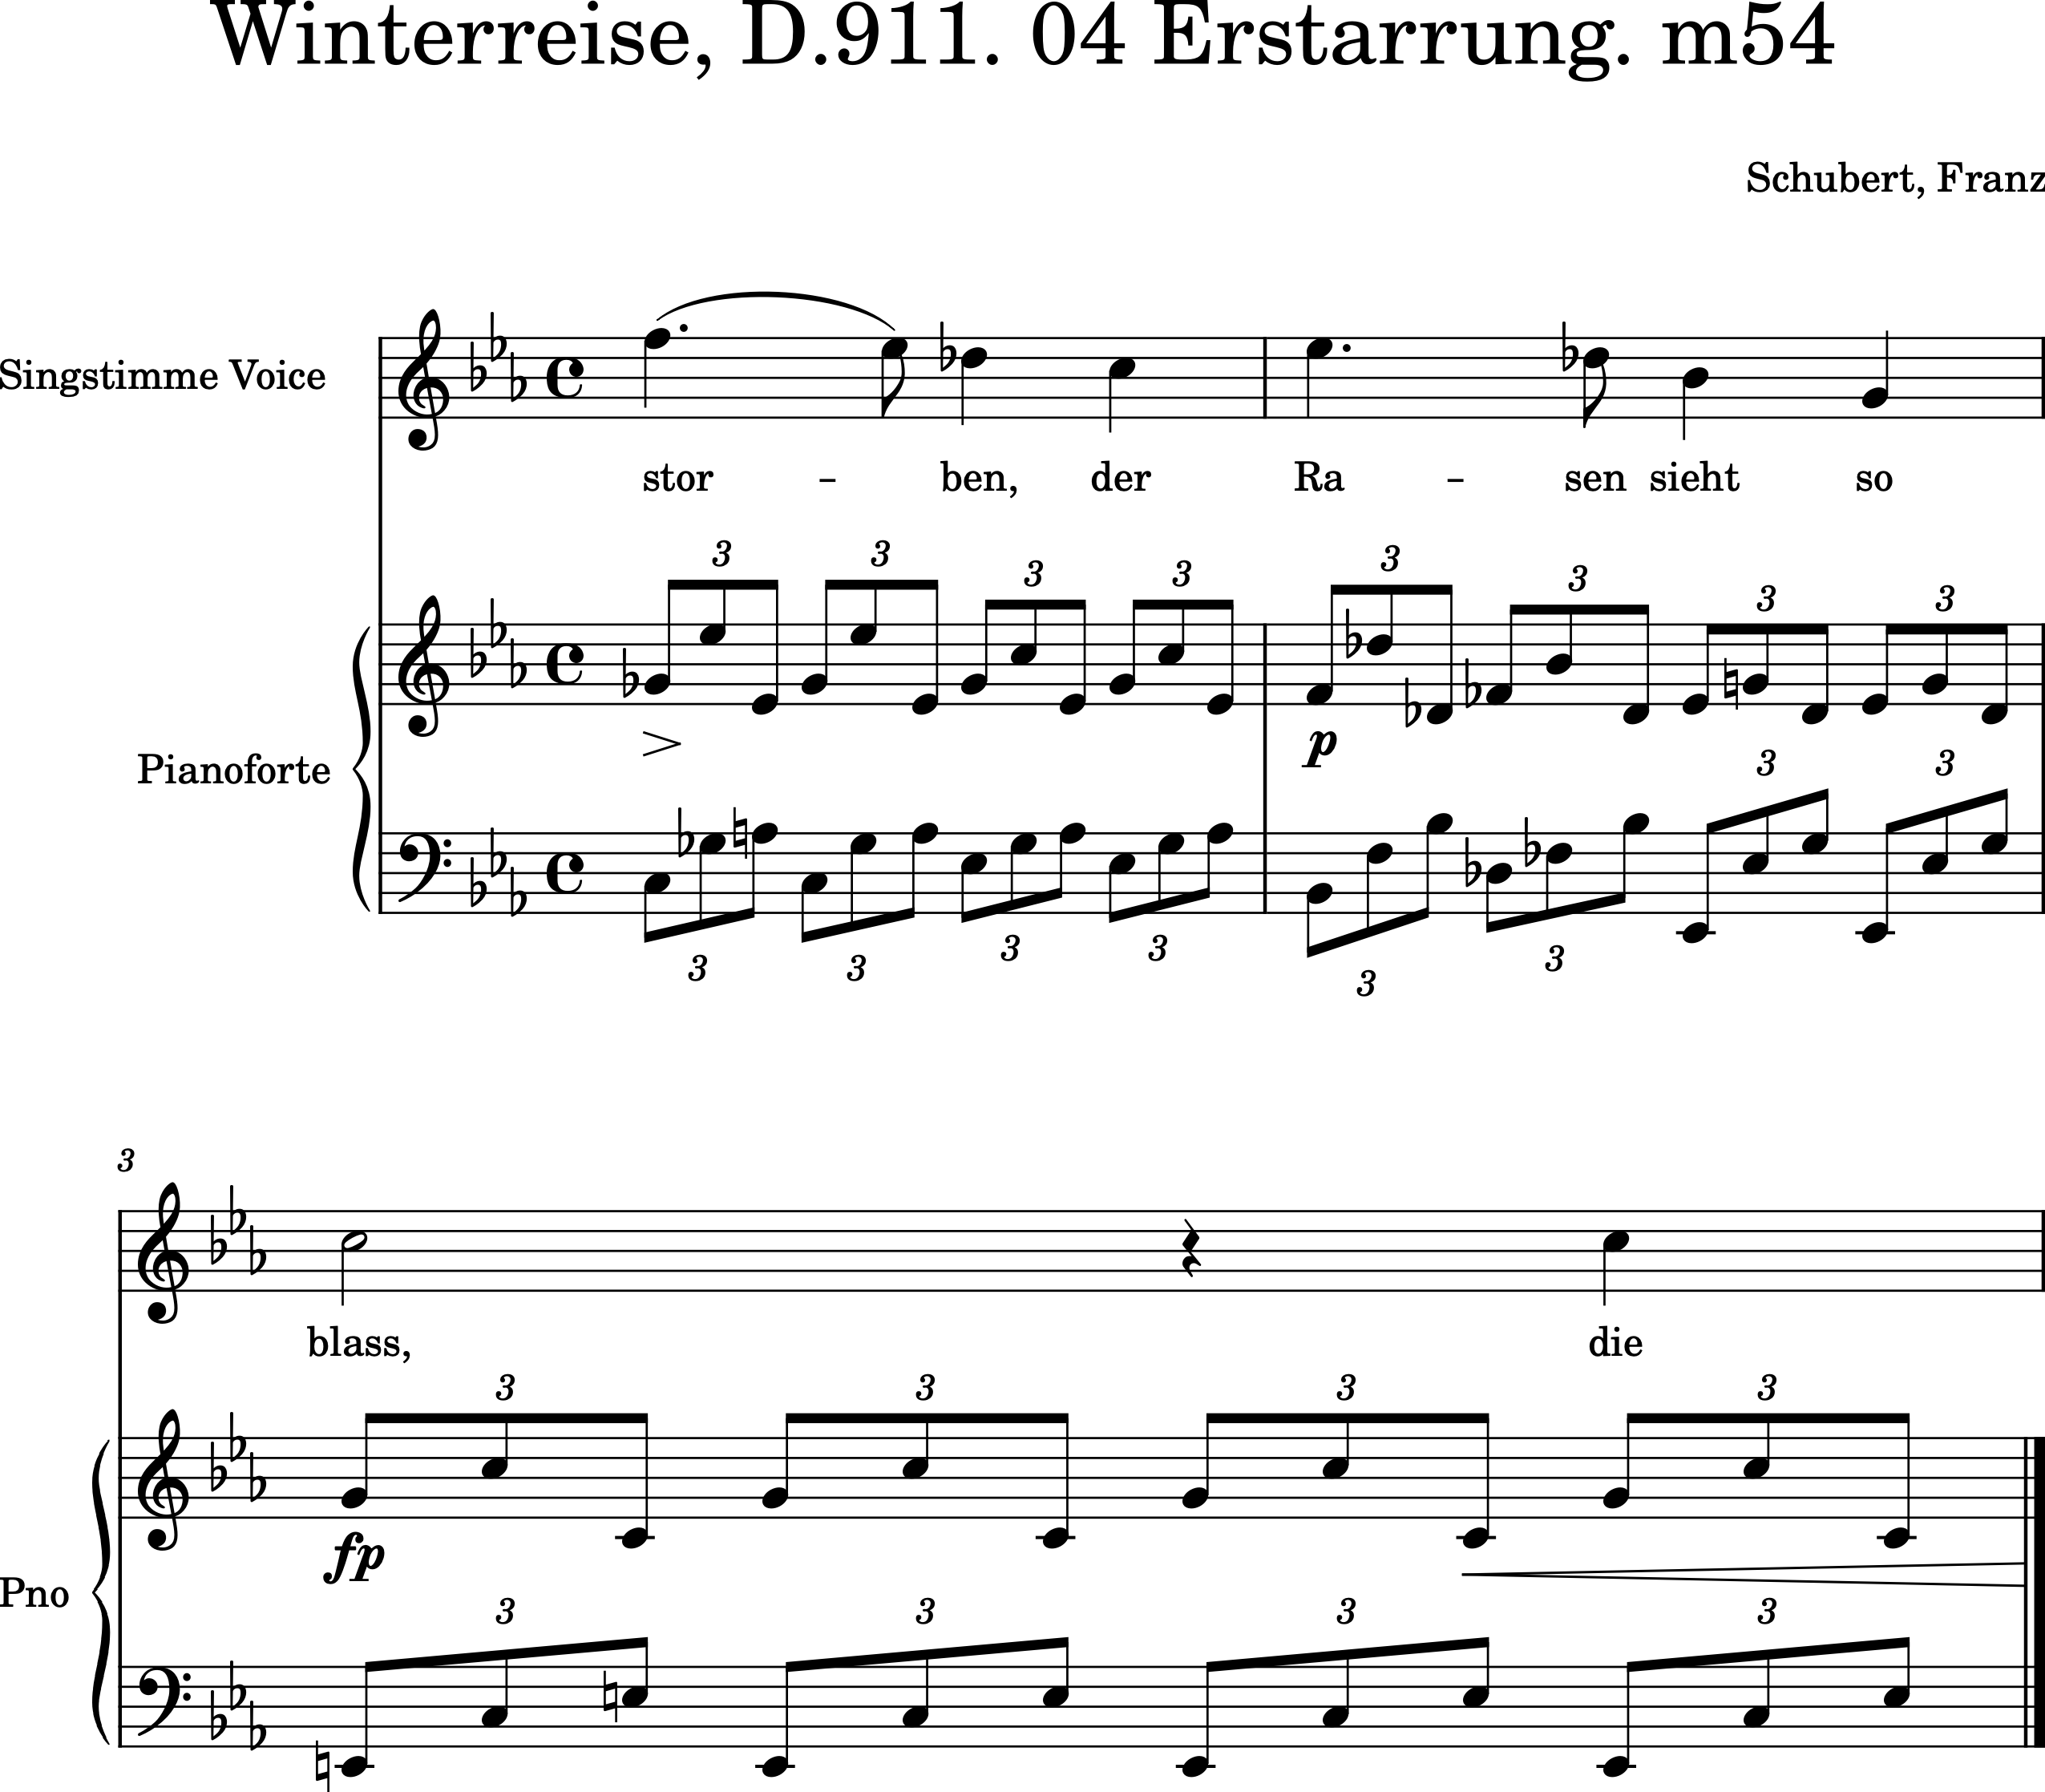 Winterreise, D.911. 04 Erstarrung. m54
Schubert, Franz
Singstimme Voice
stor – ben, der Ra – sen sieht so
3 3 3 3 3 3 3 3
p
Pianoforte
3 3
3 3 3 3 3 3
3
blass, die
3 3 3 3
fp
Pno
3 3 3 3